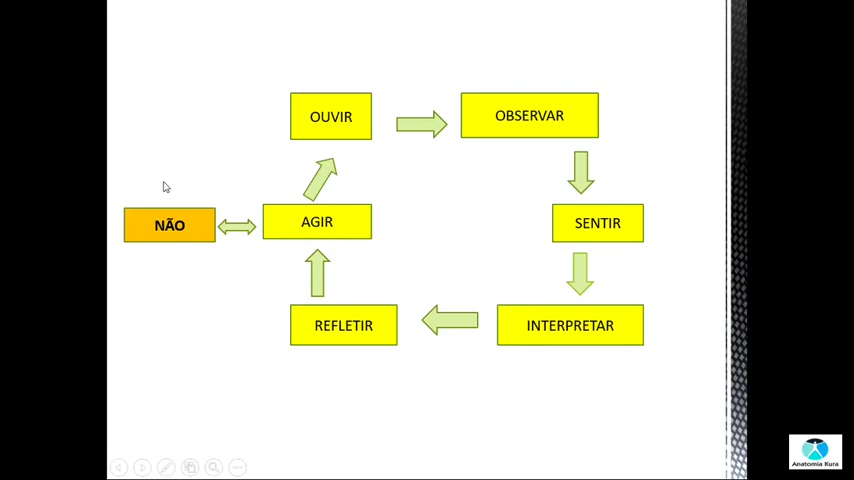 OUVIR
OBSERVAR
NÃO
AGIR
SENTIR
REFLETIR
INTERPRETAR
Anatomia Kura